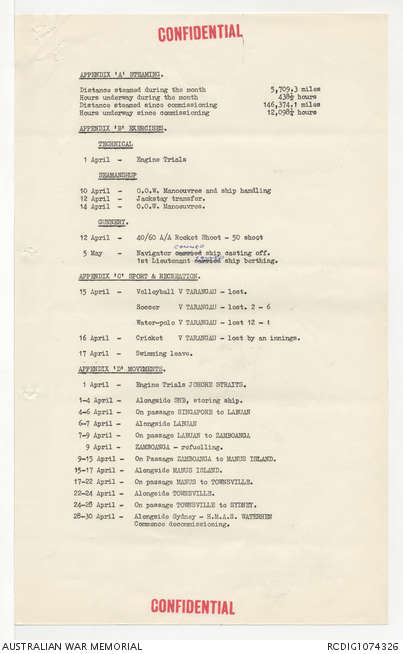 CONFIDENTIAL
APPENDIX 'A' STEAMING.
Distance steamed during the month 5,709.3 miles
Hours underway during the month 438½ hours
Distance steamed since commissioning 146,374.1 miles
Hours underway since commissioning 12,098½ hours
APPENDIX 'B' EXERCISES.
TECHNICAL
1 April - Engine Trials
SEAMANSHIP
10 April - O.O.W. Manoeuvres and ship handling
12 April - Jackstay transfer.
14 April - O.O.W. Manoeuvres.
GUNNERY.
12 April - 40/60 A/A Rocket Shoot - 50 shoot
conned
5 May - Navigator carried ship casting off.
conned
1st Lieutenant carried ship berthing.
APPENDIX 'C' SPORT & RECREATION.
15 April - Volleyball V TARANGAU - lost.
Soccer V TARANGAU - lost. 2 - 6
Water-polo V TARANGAU - lost 12 - 1
16 April - Cricket V TARANGAU - lost by an innings.
17 April - Swimming leave.
APPENDIX 'D' MOVEMENTS.
1 April - Engine Trials JOHORE STRAITS.
1-4 April - Alongside SNB, storing ship.
4-6 April - On passage SINGAPORE to LABUAN
6-7 April - Alongside LABUAN
7-9 April - On passage LABUAN to ZAMBOANGA
9 April - ZAMBOANGA - refuelling.
9-15 April - On Passage ZAMBOANGA to MANUS ISLAND.
15-17 April - Alongside MANUS ISLAND.
17-22 April - On passage MANUS to TOWNSVILLE.
22-24 April - Alongside TOWNSVILLE.
24-28 April - On passage TOWNSVILLE to SYDNEY.
28-30 April - Alongside Sydney - H.M.A.S. WATERHEN
Commence decommissioning.
CONFIDENTIAL
AUSTRALIAN WAR MEMORIAL RCDIG1074326